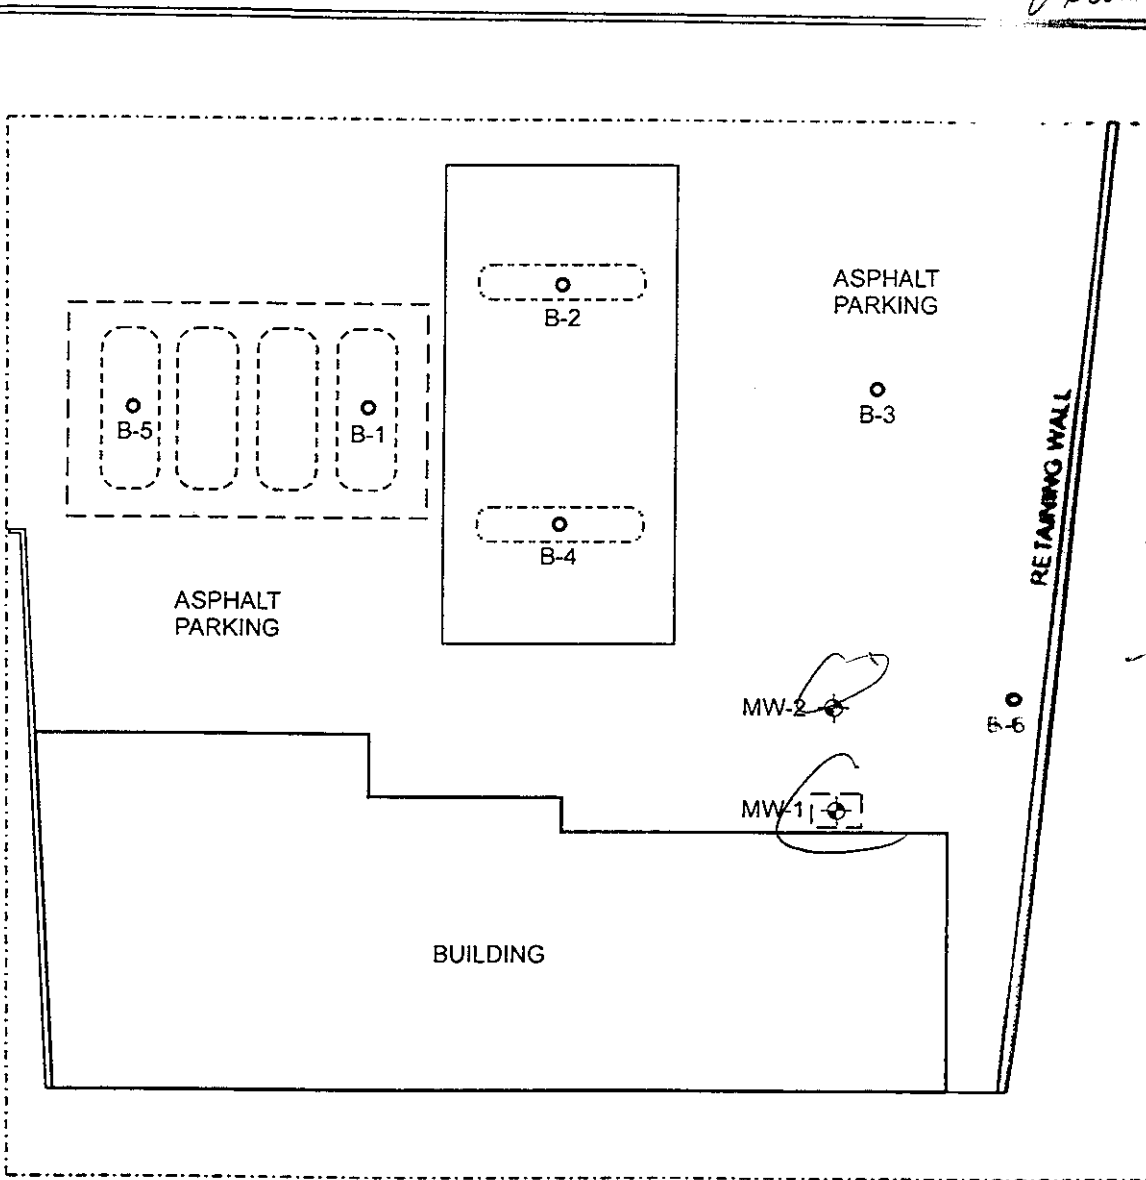 ASPHALT
PARKING
B-2
B-3
B-5
B-1
RETAINING WALL
B-4
ASPHALT
PARKING
MW-2
B-6
MW-1
BUILDING